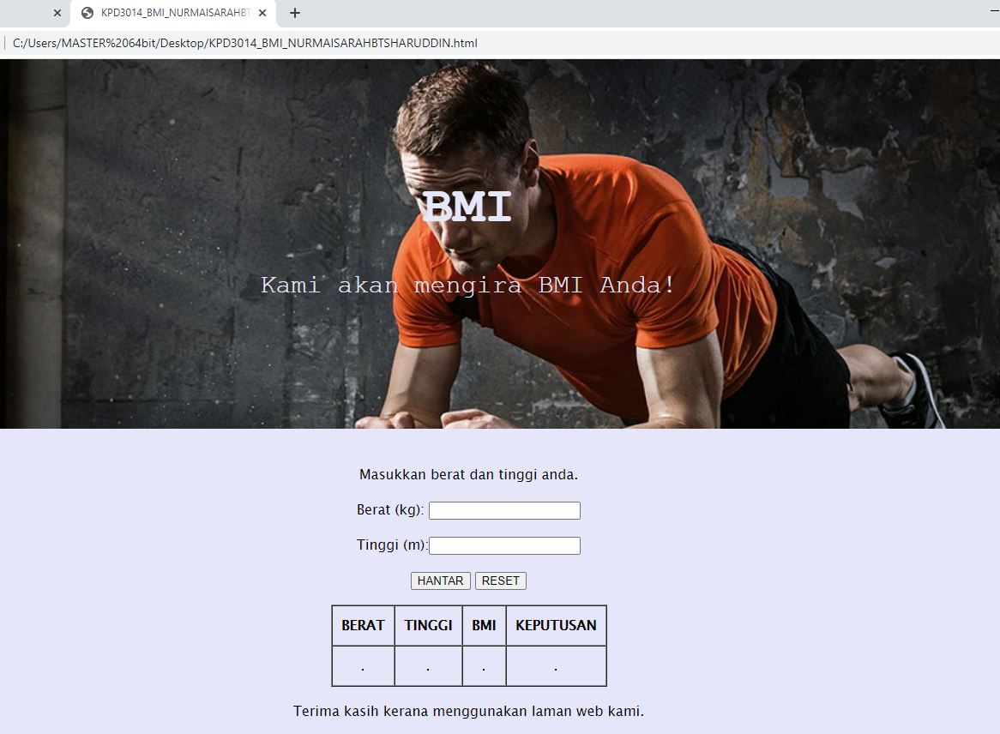 KPD3014_BMI_NURMAISARAHBT
C:/Users/MASTER%2064bit/Desktop/KPD3014_BMI_NURMAISARAHBTSHARUDDIN.html
BMI
Kami akan mengira BMI Anda!
Masukkan berat dan tinggi anda.
Berat (kg):
Tinggi (m):
HANTAR RESET
BERAT TINGGI BMI KEPUTUSAN
. . . .
Terima kasih kerana menggunakan laman web kami.